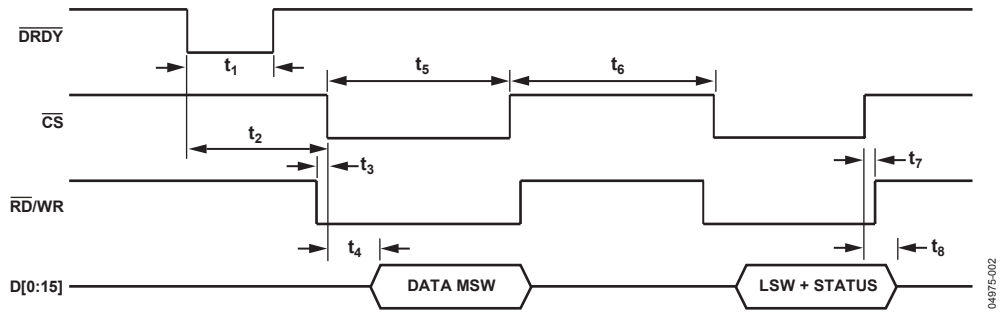 DRDY
t1
t5
t6
CS
t2
t3
t7
RD/WR
t4
t8
D[0:15]
DATA MSW
LSW + STATUS
04975-002